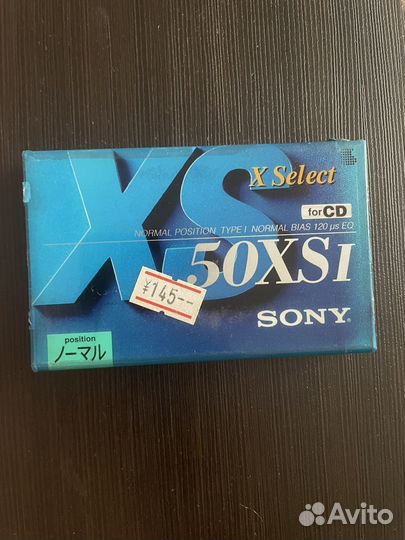 XS
X Select
for CD
NORMAL POSITION TYPE I NORMAL BIAS 120 µs EQ
50XSI
¥145--
SONY
position
ノーマル
Avito